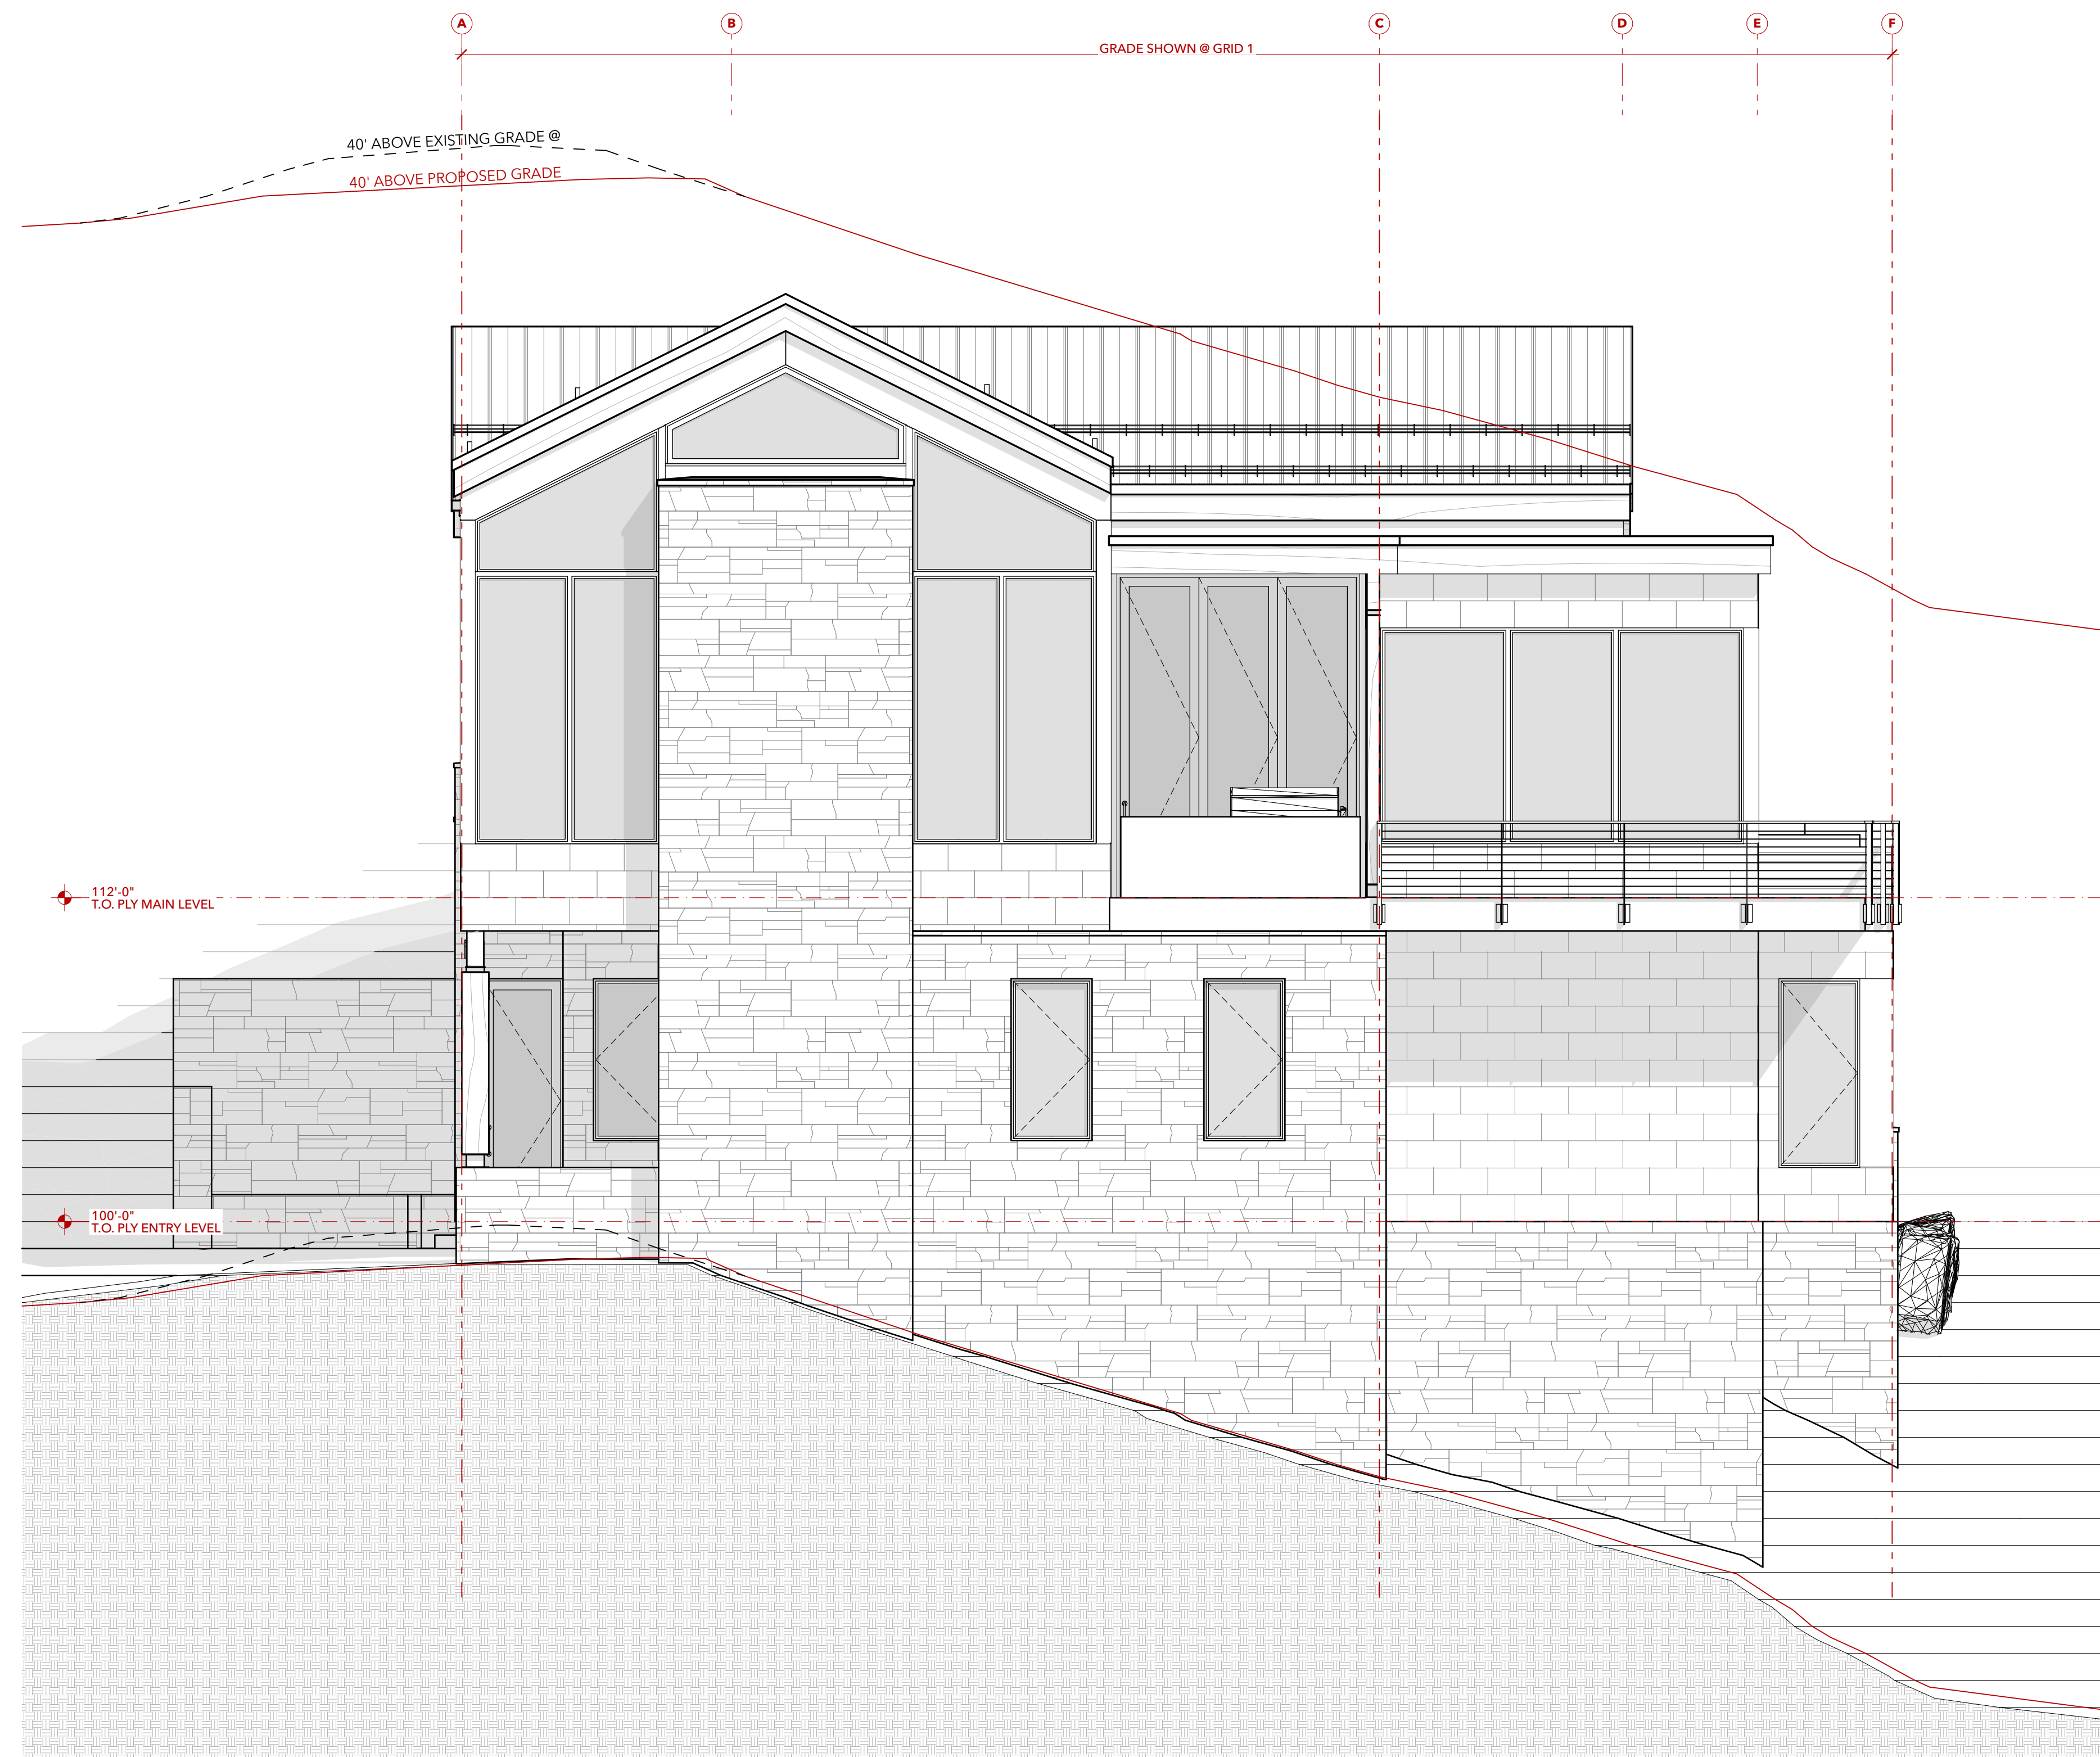 A B C D E F
GRADE SHOWN @ GRID 1
40' ABOVE EXISTING GRADE @
40' ABOVE PROPOSED GRADE
112'-0"
T.O. PLY MAIN LEVEL
100'-0"
T.O. PLY ENTRY LEVEL